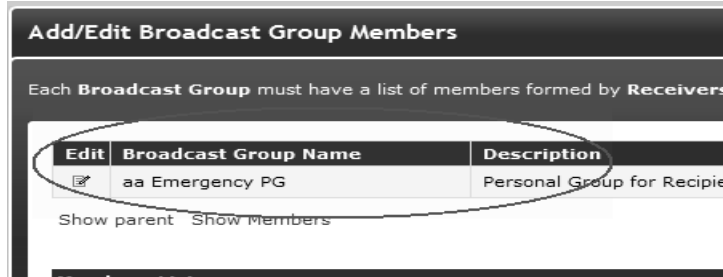 Add/Edit Broadcast Group Members
Each Broadcast Group must have a list of members formed by Receivers
Edit Broadcast Group Name Description
aa Emergency PG Personal Group for Recipie
Show parent Show Members